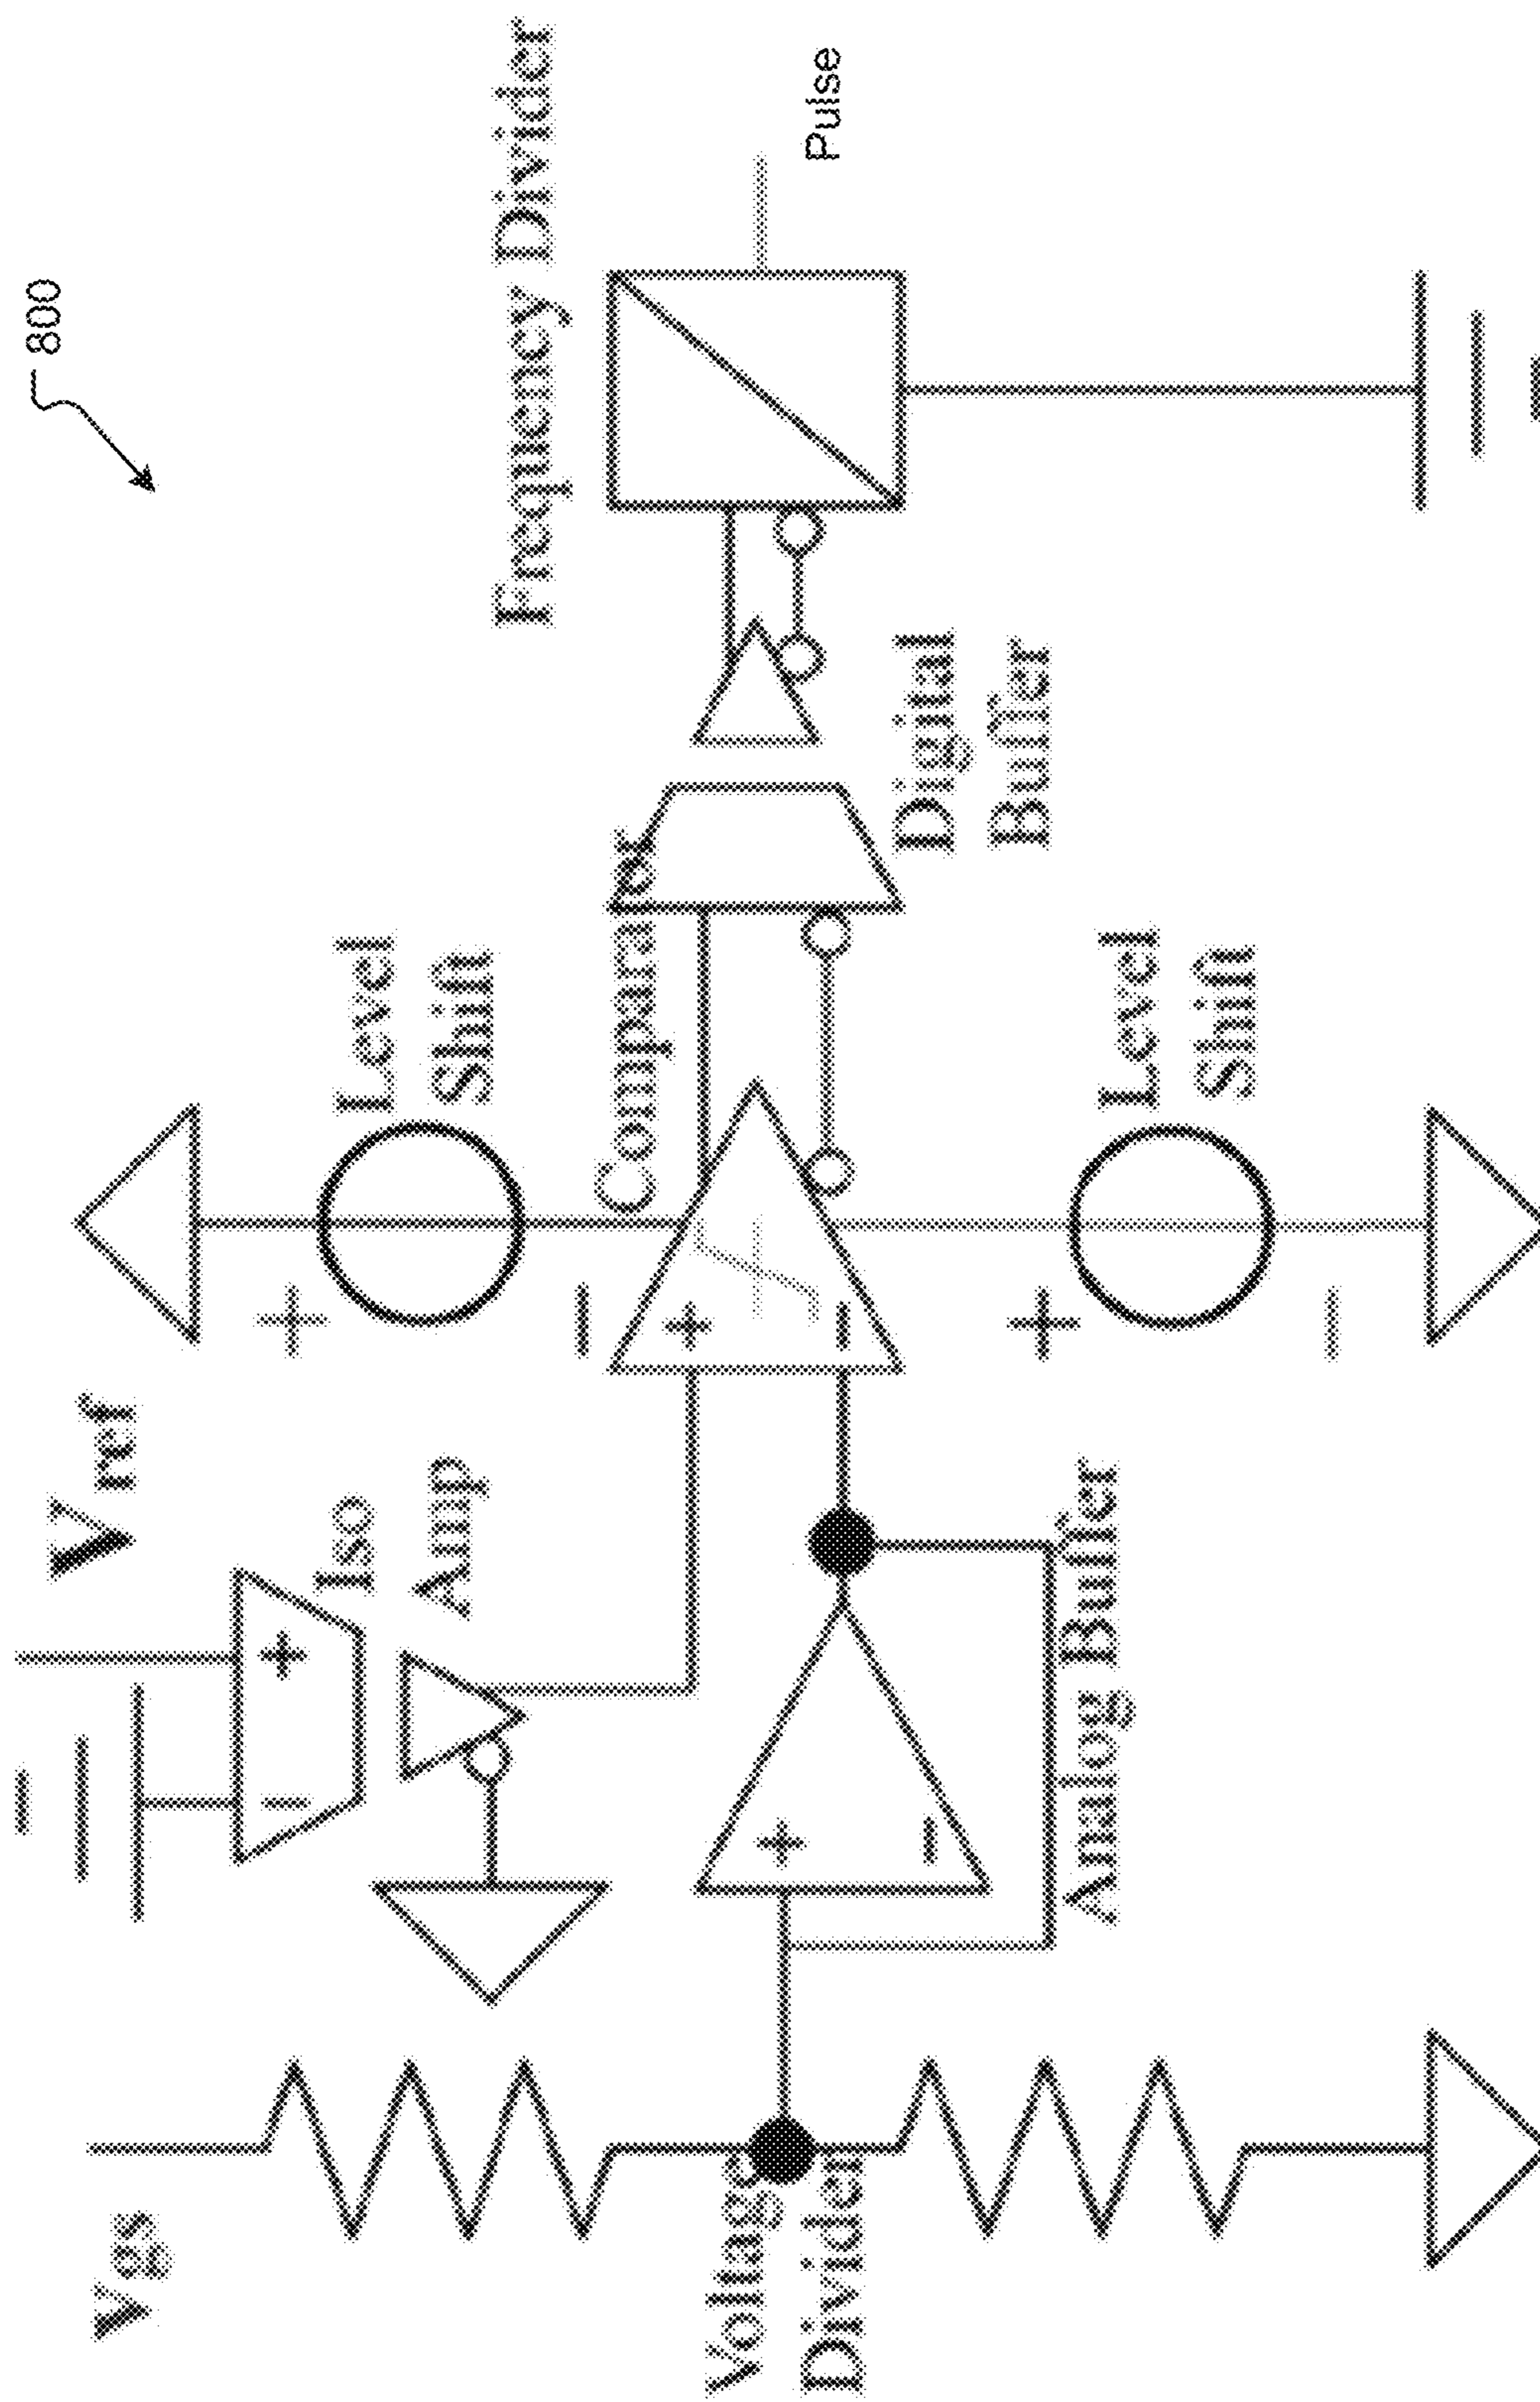 800
Vgs
Vref
Iso
Amp
Level
Shift
Frequency Divider
Comparator
Pulse
Voltage
Divider
Digital
Buffer
Analog Buffer
Level
Shift
+
−
+
−
+
−
+
−
+
−